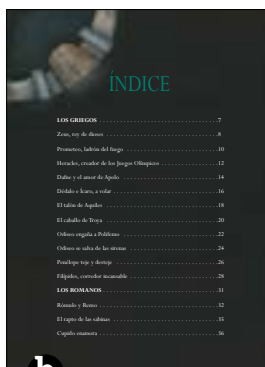 ÍNDICE
LOS GRIEGOS ........................................7
Zeus, rey de dioses ........................................8
Prometeo, ladrón del fuego ........................................10
Heracles, creador de los Juegos Olímpicos ........................................12
Dafne y el amor de Apolo ........................................14
Dédalo e Ícaro, a volar ........................................16
El talón de Aquiles ........................................18
El caballo de Troya ........................................20
Odiseo engaña a Polifemo ........................................22
Odiseo se salva de las sirenas ........................................24
Penélope teje y desteje ........................................26
Filípides, corredor incansable ........................................28
LOS ROMANOS ........................................31
Rómulo y Remo ........................................32
El rapto de las sabinas ........................................35
Cupido enamora ........................................36
b